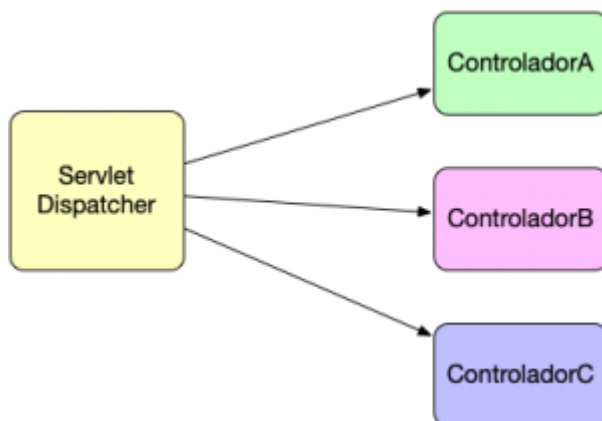 Servlet
Dispatcher
ControladorA
ControladorB
ControladorC